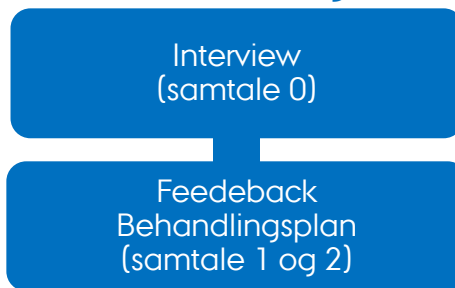 Interview
(samtale 0)
Feedeback
Behandlingsplan
(samtale 1 og 2)